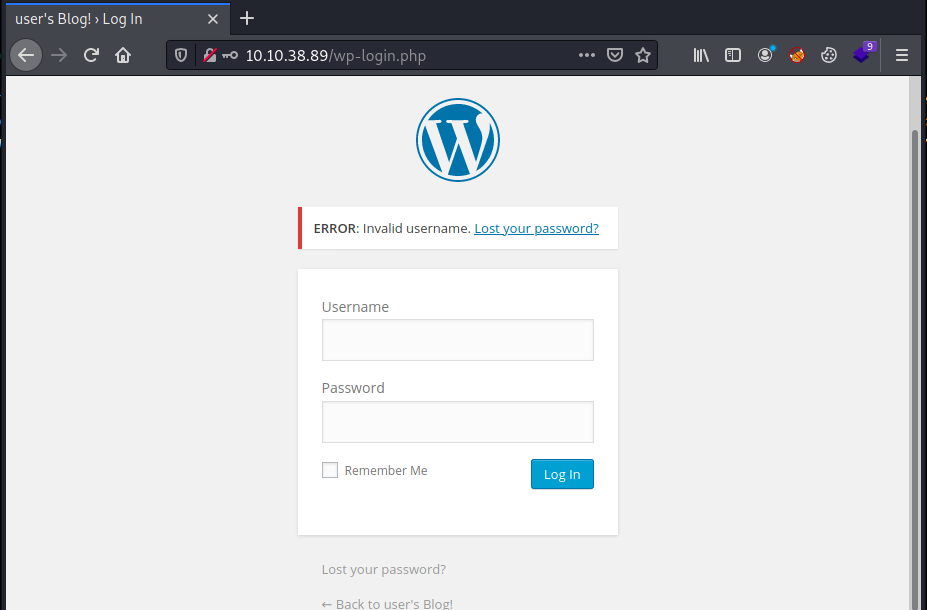 user's Blog! › Log In
10.10.38.89/wp-login.php
9
ERROR: Invalid username. Lost your password?
Username
Password
Remember Me
Log In
Lost your password?
← Back to user's Blog!